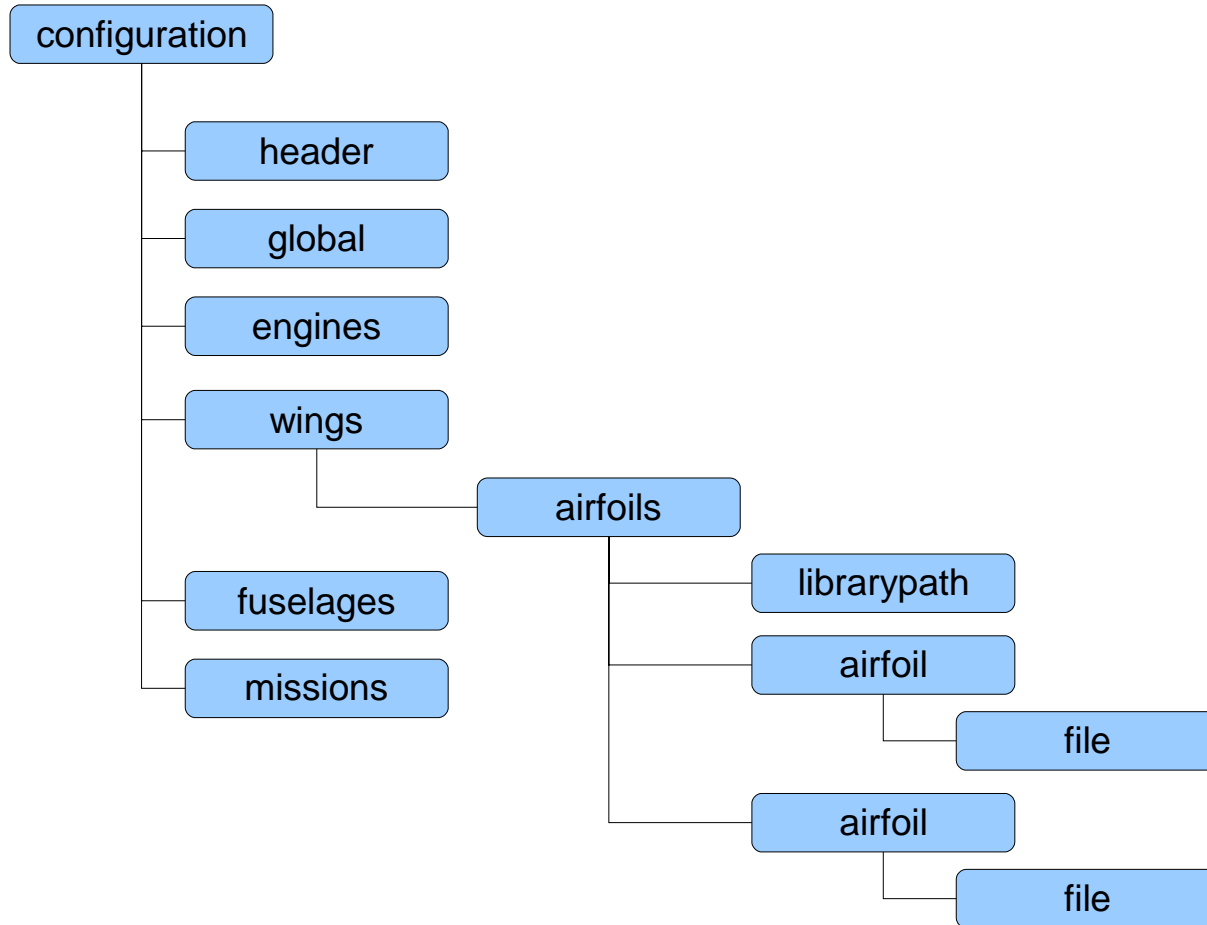 configuration
header
global
engines
wings
airfoils
librarypath
airfoil
file
airfoil
file
fuselages
missions